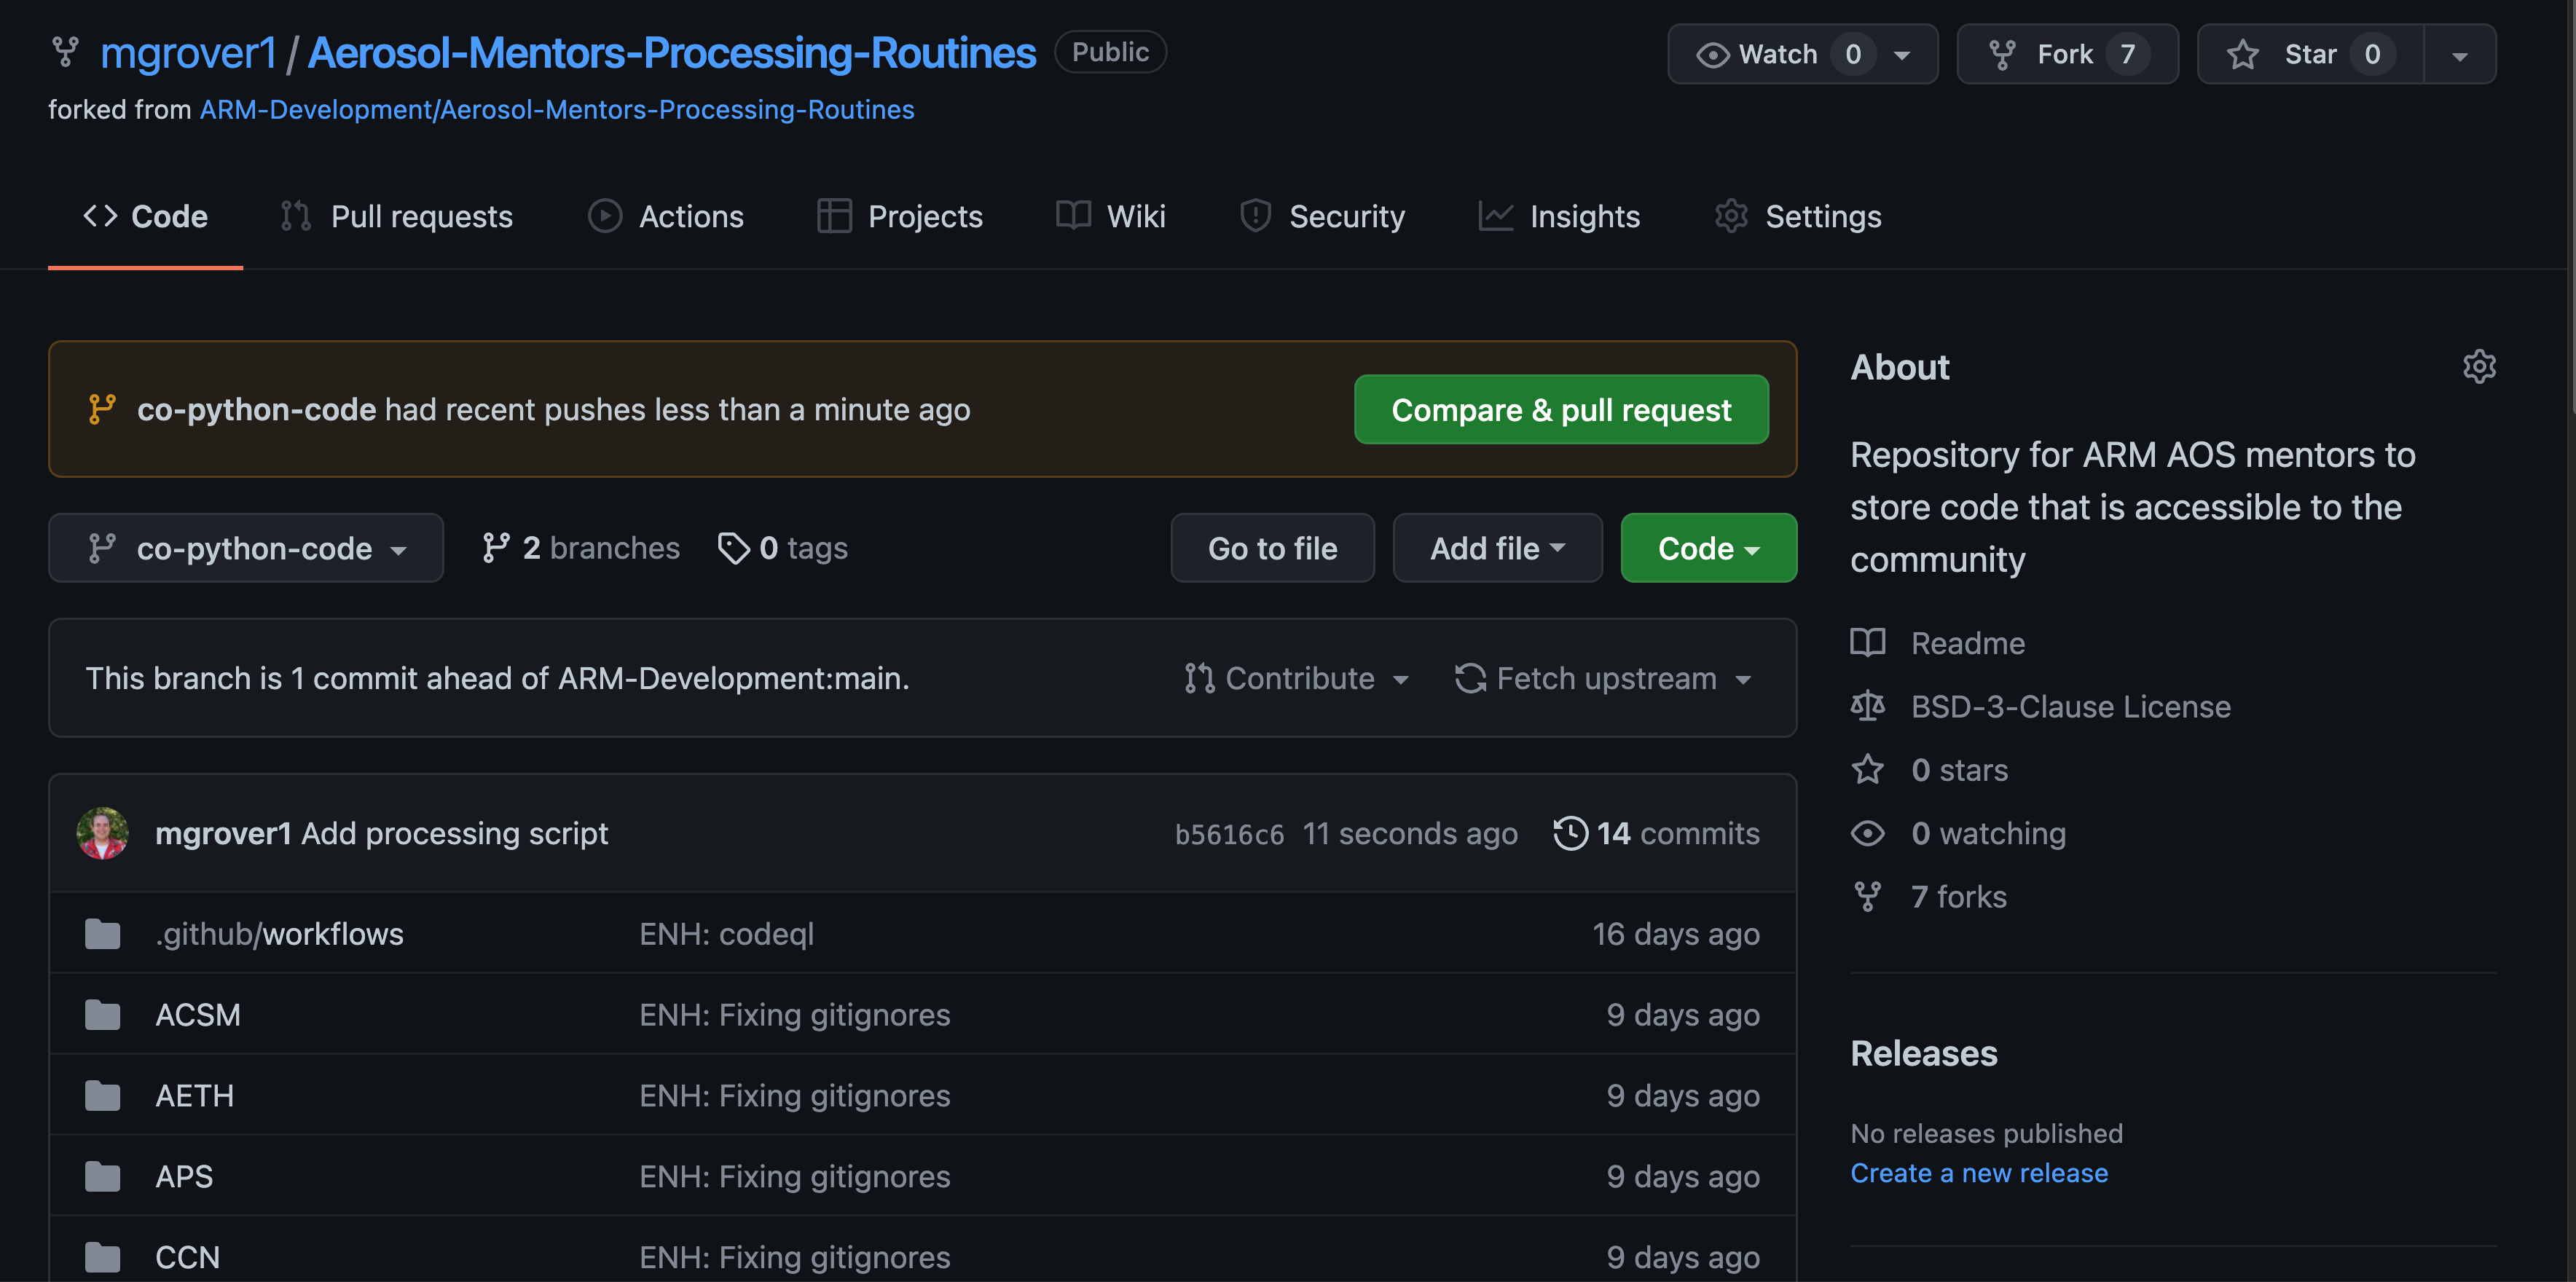 mgrover1 / Aerosol-Mentors-Processing-Routines Public
Watch 0
Fork 7
Star 0
forked from ARM-Development/Aerosol-Mentors-Processing-Routines
Code
Pull requests
Actions
Projects
Wiki
Security
Insights
Settings
co-python-code had recent pushes less than a minute ago
Compare & pull request
co-python-code
2 branches
0 tags
Go to file
Add file
Code
This branch is 1 commit ahead of ARM-Development:main.
Contribute
Fetch upstream
mgrover1 Add processing script
b5616c6 11 seconds ago
14 commits
.github/workflows ENH: codeql 16 days ago
ACSM ENH: Fixing gitignores 9 days ago
AETH ENH: Fixing gitignores 9 days ago
APS ENH: Fixing gitignores 9 days ago
CCN ENH: Fixing gitignores 9 days ago
About
Repository for ARM AOS mentors to
store code that is accessible to the
community
Readme
BSD-3-Clause License
0 stars
0 watching
7 forks
Releases
No releases published
Create a new release